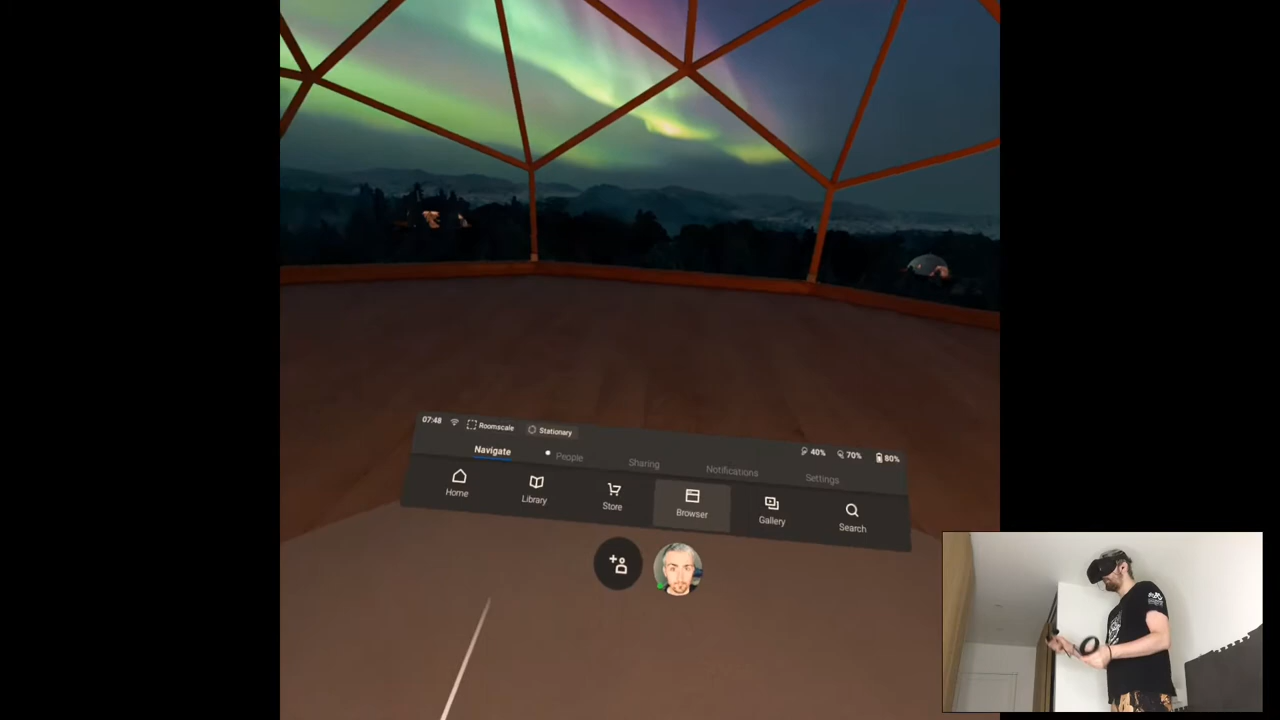 07:48 Roomscale Stationary 40% 70% 80%
Navigate People Sharing Notifications Settings
Home Library Store Browser Gallery Search